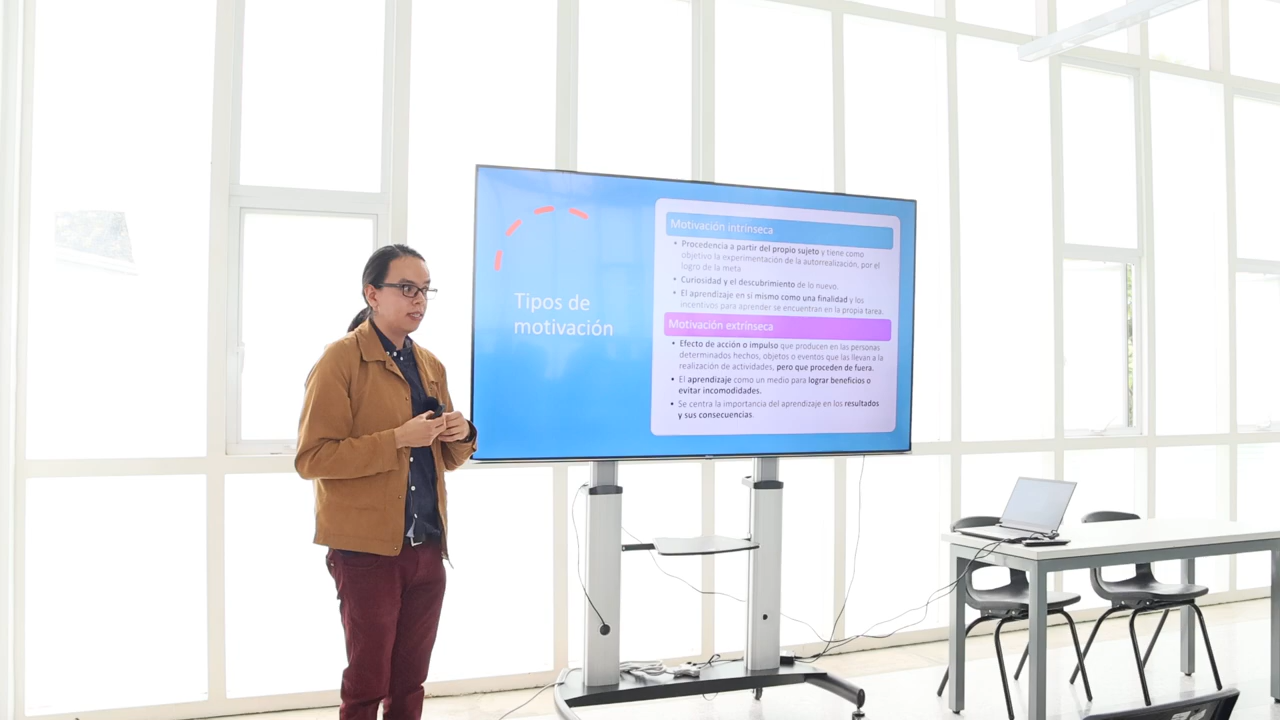 Tipos de
motivación
Motivación intrínseca
• Procedencia a partir del propio sujeto y tiene como
objetivo la experimentación de la autorrealización, por el
logro de la meta
• Curiosidad y el descubrimiento de lo nuevo.
• El aprendizaje en sí mismo como una finalidad y los
incentivos para aprender se encuentran en la propia tarea.
Motivación extrínseca
• Efecto de acción o impulso que producen en las personas
determinados hechos, objetos o eventos que las llevan a la
realización de actividades, pero que proceden de fuera.
• El aprendizaje como un medio para lograr beneficios o
evitar incomodidades.
• Se centra la importancia del aprendizaje en los resultados
y sus consecuencias.